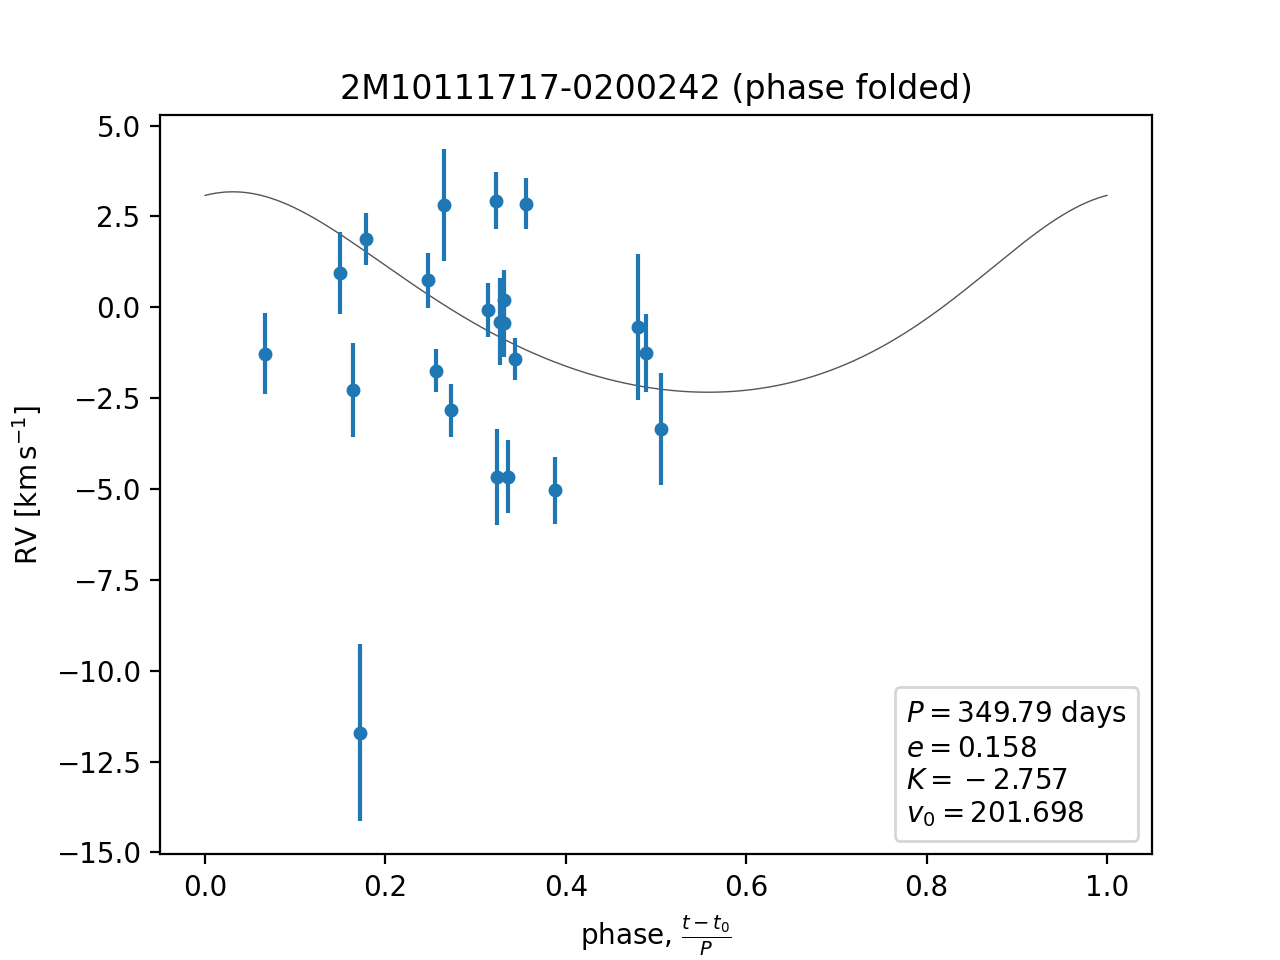 2M10111717-0200242 (phase folded)
5.0
2.5
0.0
−2.5
−5.0
−7.5
−10.0
−12.5
−15.0
RV [km s⁻¹]
P = 349.79 days
e = 0.158
K = −2.757
v₀ = 201.698
0.0 0.2 0.4 0.6 0.8 1.0
phase, (t − t₀)/P